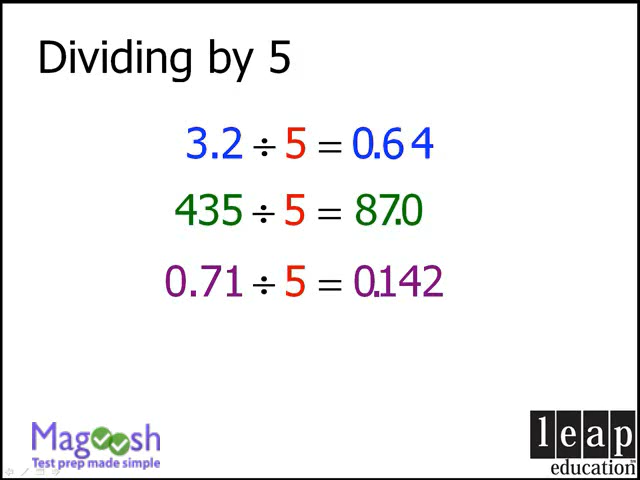 Dividing by 5
3.2 ÷ 5 = 0.64
435 ÷ 5 = 87.0
0.71 ÷ 5 = 0.142
Magoosh
Test prep made simple
leap
education